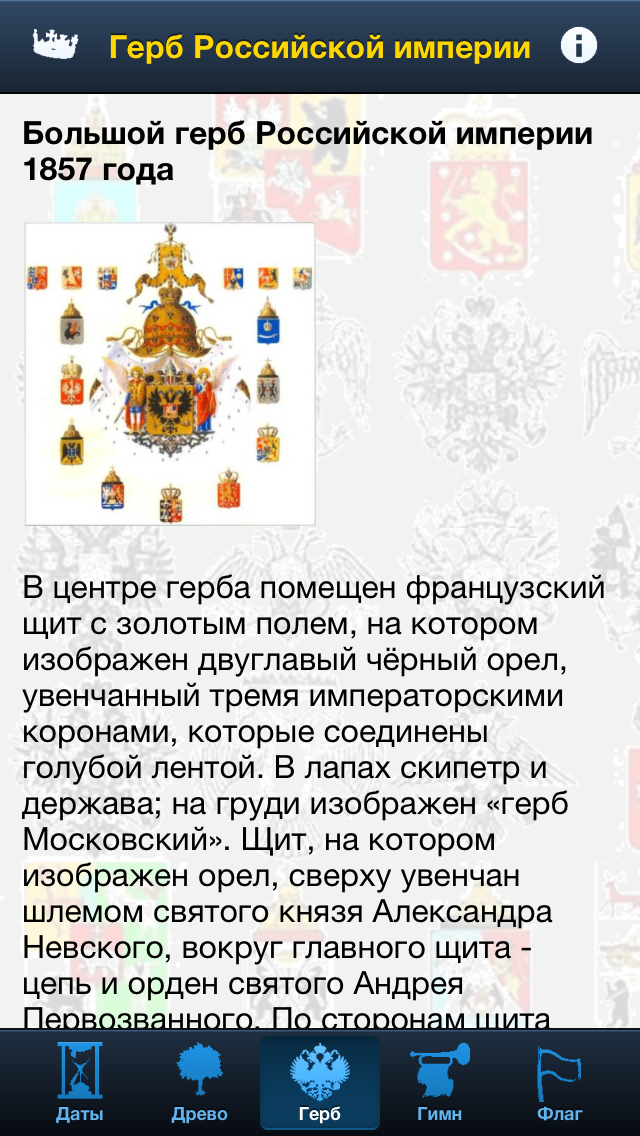 Герб Российской империи
Большой герб Российской империи
1857 года
В центре герба помещен французский
щит с золотым полем, на котором
изображен двуглавый чёрный орел,
увенчанный тремя императорскими
коронами, которые соединены
голубой лентой. В лапах скипетр и
держава; на груди изображен «герб
Московский». Щит, на котором
изображен орел, сверху увенчан
шлемом святого князя Александра
Невского, вокруг главного щита -
цепь и орден святого Андрея
Первозванного. По сторонам щита
Даты
Древо
Герб
Гимн
Флаг